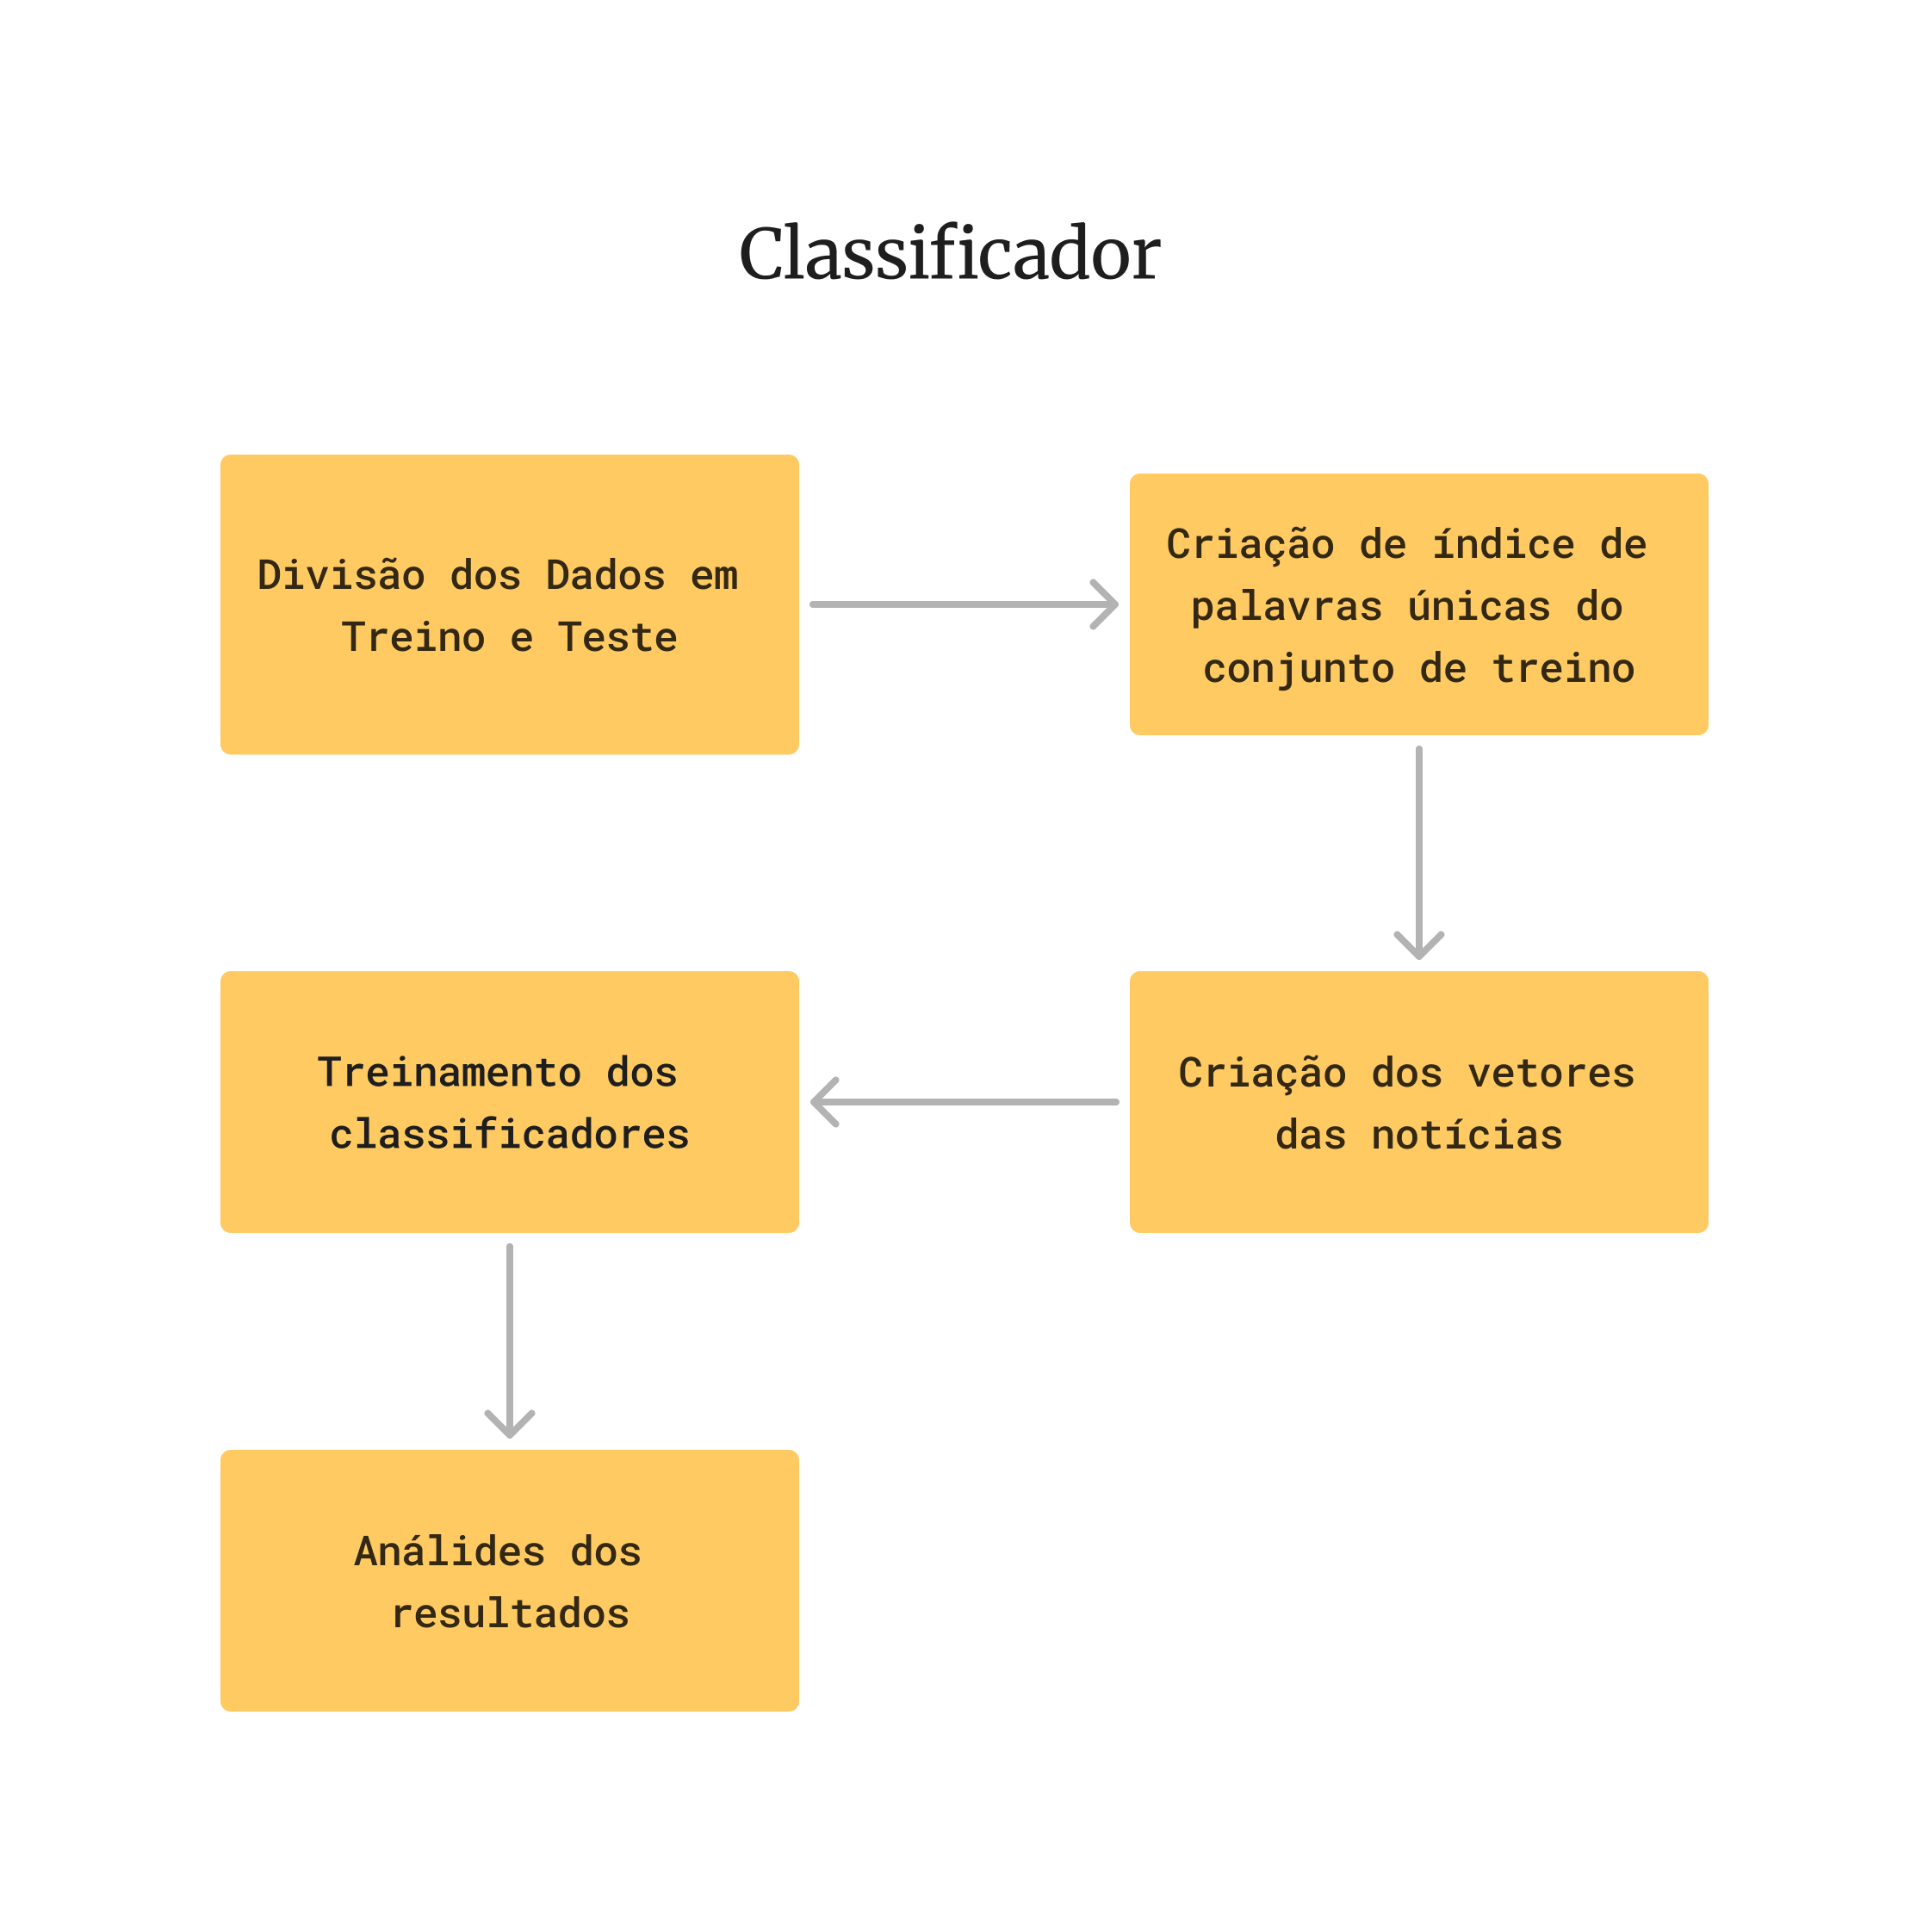 Classificador
Divisão dos Dados em
Treino e Teste
Criação de índice de
palavras únicas do
conjunto de treino
Criação dos vetores
das notícias
Treinamento dos
classificadores
Análides dos
resultados